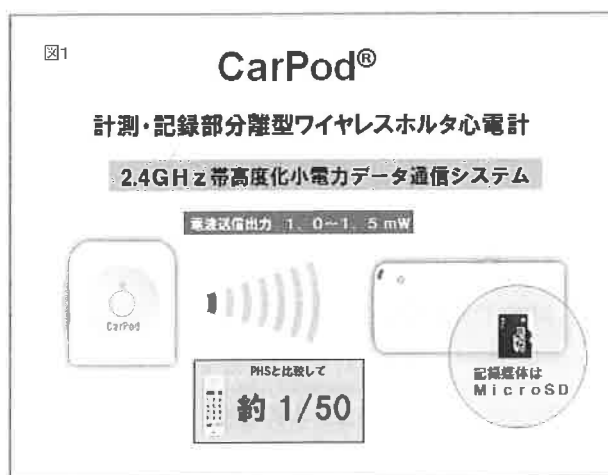 図1
CarPod®
計測・記録部分離型ワイヤレスホルタ心電計
2.4GHz帯高度化小電力データ通信システム
電波送信出力 1.0~1.5mW
CarPod
PHSと比較して
約 1/50
記録媒体は
MicroSD